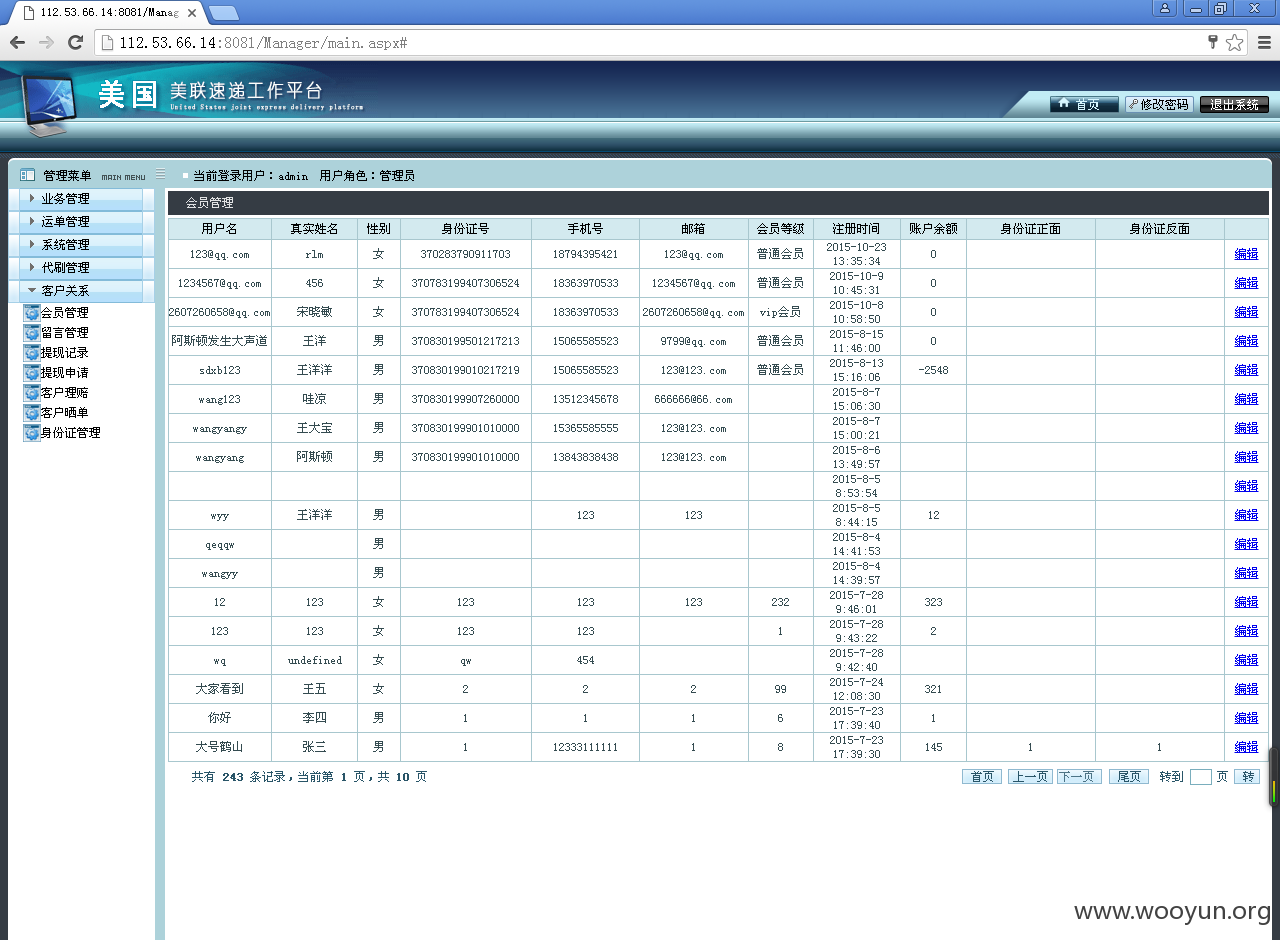 112.53.66.14:8081/Manag
112.53.66.14:8081/Manager/main.aspx#
美国 美联速递工作平台
United States joint express delivery platform
首页 修改密码 退出系统
管理菜单 MAIN MENU
当前登录用户：admin 用户角色：管理员
业务管理
运单管理
系统管理
代刷管理
客户关系
会员管理
留言管理
提现记录
提现申请
客户理赔
客户晒单
身份证管理
会员管理
用户名 真实姓名 性别 身份证号 手机号 邮箱 会员等级 注册时间 账户余额 身份证正面 身份证反面
123@qq.com rlm 女 370283790911703 18794395421 123@qq.com 普通会员 2015-10-23 13:35:34 0 编辑
1234567@qq.com 456 女 370783199407306524 18363970533 1234567@qq.com 普通会员 2015-10-9 10:45:31 0 编辑
2607260658@qq.com 宋晓敏 女 370783199407306524 18363970533 2607260658@qq.com vip会员 2015-10-8 10:58:50 0 编辑
阿斯顿发生大声道 王洋 男 370830199501217213 15065585523 9799@qq.com 普通会员 2015-8-15 11:46:00 0 编辑
sdxb123 王洋洋 男 370830199010217219 15065585523 123@123.com 普通会员 2015-8-13 15:16:06 -2548 编辑
wang123 哇凉 男 370830199907260000 13512345678 666666@66.com 2015-8-7 15:06:30 编辑
wangyangy 王大宝 男 370830199901010000 15365585555 123@123.com 2015-8-7 15:00:21 编辑
wangyang 阿斯顿 男 370830199901010000 13843838438 123@123.com 2015-8-6 13:49:57 编辑
2015-8-5 8:53:54 编辑
wyy 王洋洋 男 123 123 2015-8-5 8:44:15 12 编辑
qeqqw 男 2015-8-4 14:41:53 编辑
wangyy 男 2015-8-4 14:39:57 编辑
12 123 女 123 123 123 232 2015-7-28 9:46:01 323 编辑
123 123 女 123 123 1 2015-7-28 9:43:22 2 编辑
wq undefined 女 qw 454 2015-7-28 9:42:40 编辑
大家看到 王五 女 2 2 2 99 2015-7-24 12:08:30 321 编辑
你好 李四 男 1 1 1 6 2015-7-23 17:39:40 1 编辑
大号鹤山 张三 男 1 12333111111 1 8 2015-7-23 17:39:30 145 1 1 编辑
共有 243 条记录，当前第 1 页，共 10 页
首页 上一页 下一页 尾页 转到 页 转
www.wooyun.org